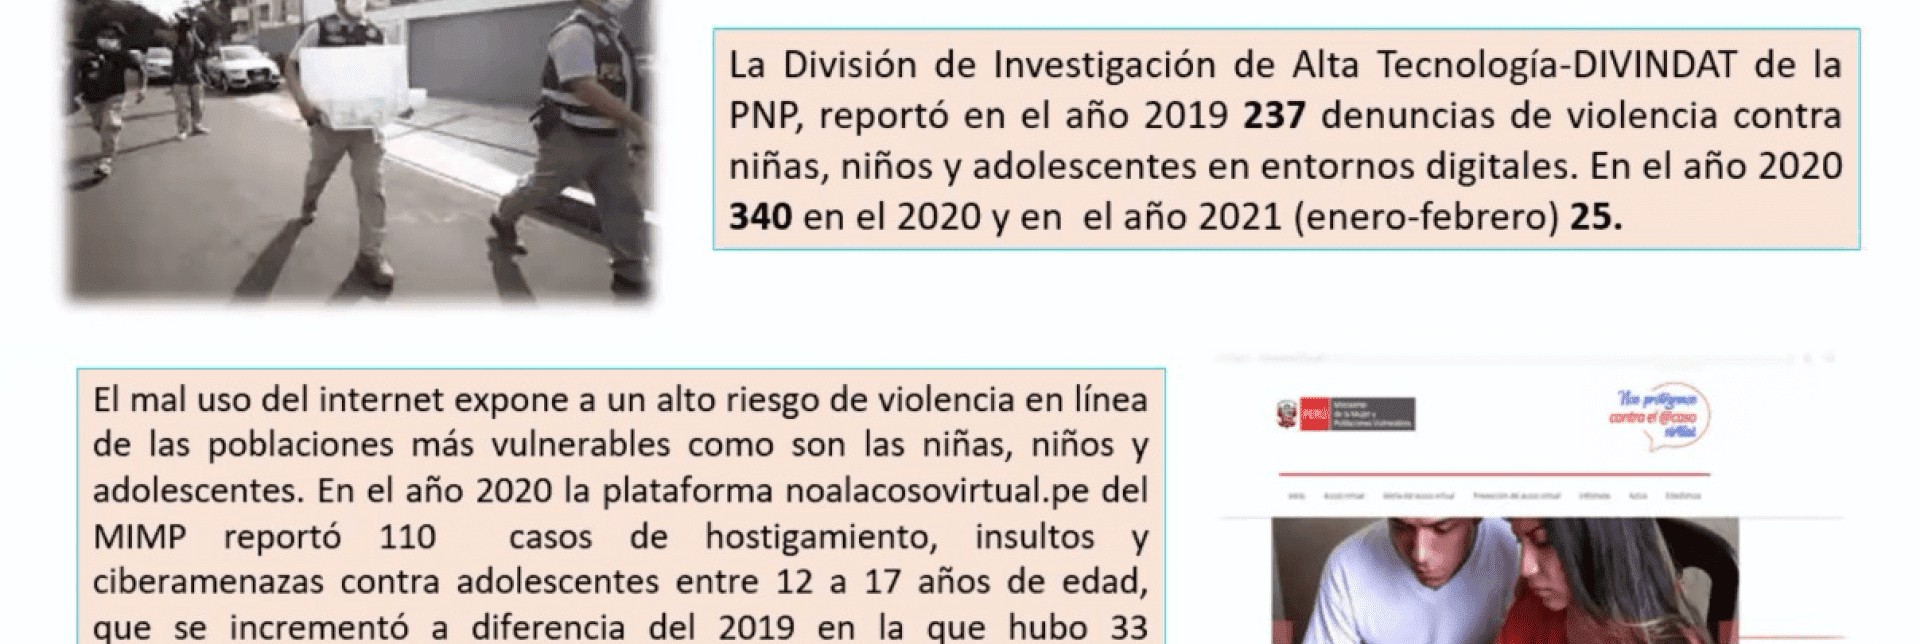 La División de Investigación de Alta Tecnología-DIVINDAT de la
PNP, reportó en el año 2019 237 denuncias de violencia contra
niñas, niños y adolescentes en entornos digitales. En el año 2020
340 en el 2020 y en el año 2021 (enero-febrero) 25.
El mal uso del internet expone a un alto riesgo de violencia en línea
de las poblaciones más vulnerables como son las niñas, niños y
adolescentes. En el año 2020 la plataforma noalacosovirtual.pe del
MIMP reportó 110 casos de hostigamiento, insultos y
ciberamenazas contra adolescentes entre 12 a 17 años de edad,
que se incrementó a diferencia del 2019 en la que hubo 33
PERÚ
Ministerio
de la Mujer y
Poblaciones Vulnerables
contra el @coso
virtual